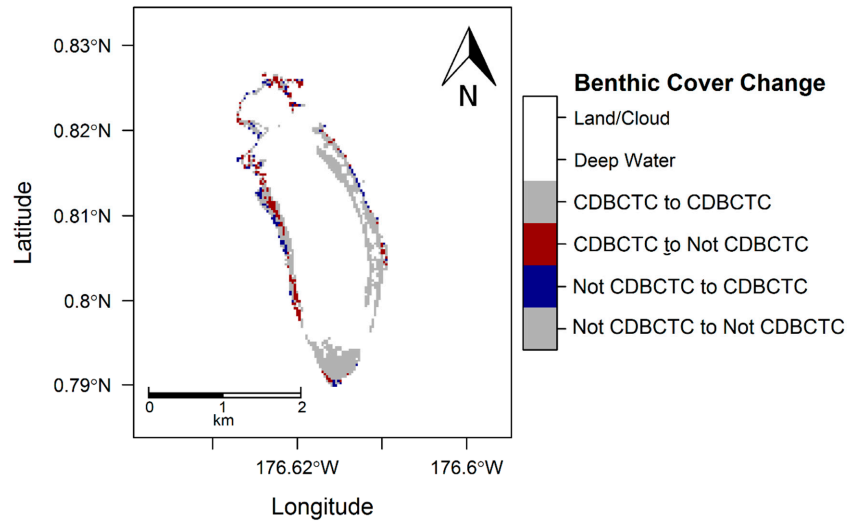 0.83°N
0.82°N
0.81°N
0.8°N
0.79°N
Latitude
N
0 1 2
km
176.62°W 176.6°W
Longitude
Benthic Cover Change
Land/Cloud
Deep Water
CDBCTC to CDBCTC
CDBCTC to Not CDBCTC
Not CDBCTC to CDBCTC
Not CDBCTC to Not CDBCTC